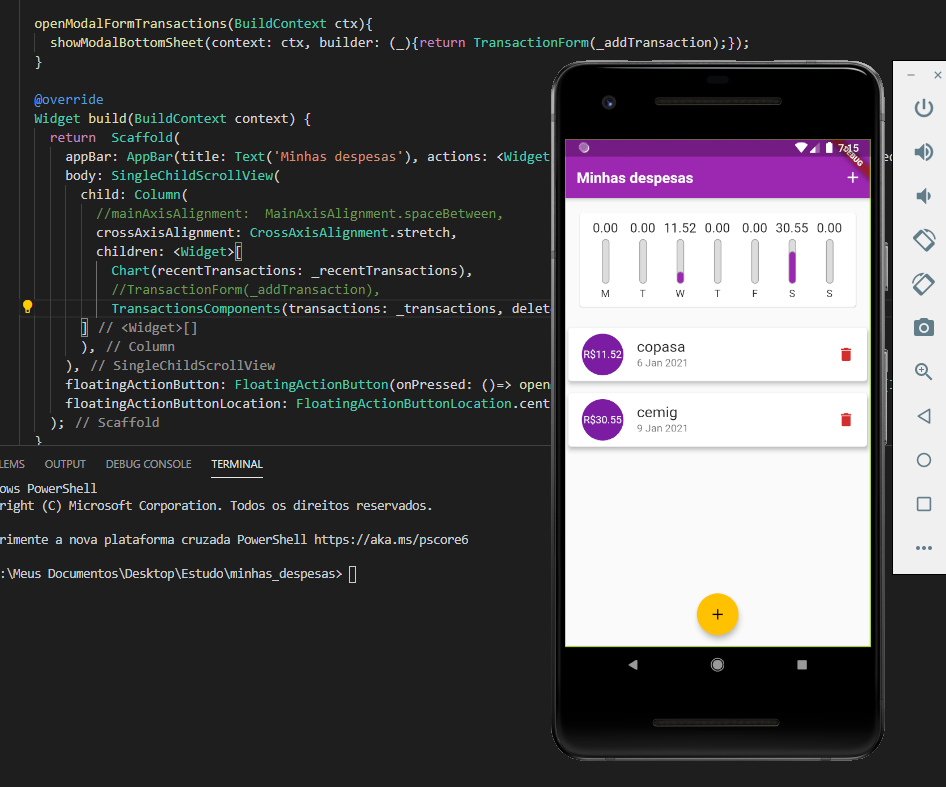 openModalFormTransactions(BuildContext ctx){
showModalBottomSheet(context: ctx, builder: (_){return TransactionForm(_addTransaction);});
}
@override
Widget build(BuildContext context) {
return  Scaffold(
appBar: AppBar(title: Text('Minhas despesas'), actions: <Widget
body: SingleChildScrollView(
child: Column(
//mainAxisAlignment:  MainAxisAlignment.spaceBetween,
crossAxisAlignment: CrossAxisAlignment.stretch,
children: <Widget>[
Chart(recentTransactions: _recentTransactions),
//TransactionForm(_addTransaction),
TransactionsComponents(transactions: _transactions, delet
] // <Widget>[]
), // Column
), // SingleChildScrollView
floatingActionButton: FloatingActionButton(onPressed: ()=> open
floatingActionButtonLocation: FloatingActionButtonLocation.cent
); // Scaffold
}
LEMS OUTPUT DEBUG CONSOLE TERMINAL
ows PowerShell
right (C) Microsoft Corporation. Todos os direitos reservados.
rimente a nova plataforma cruzada PowerShell https://aka.ms/pscore6
:\Meus Documentos\Desktop\Estudo\minhas_despesas>
7:15
DEBUG
Minhas despesas +
0.00 0.00 11.52 0.00 0.00 30.55 0.00
M T W T F S S
R$11.52 copasa
6 Jan 2021
R$30.55 cemig
9 Jan 2021
+